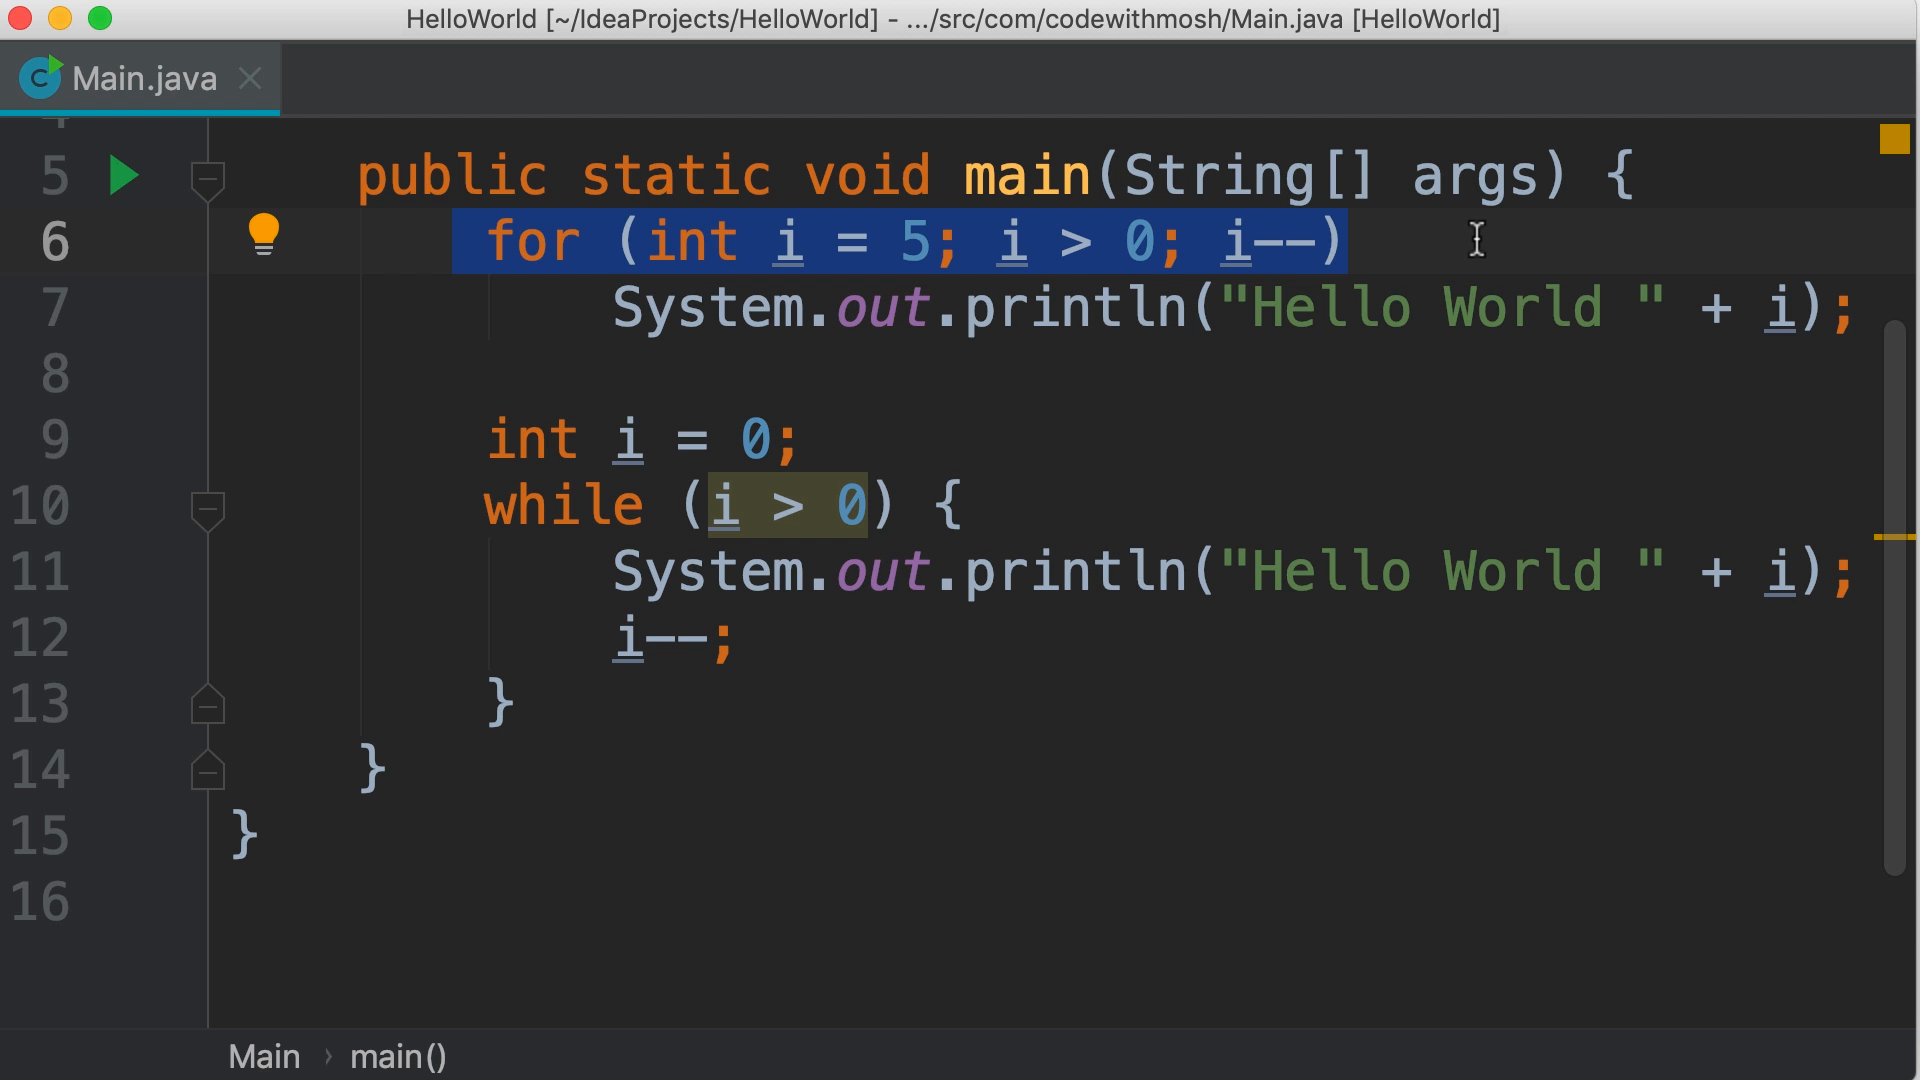 HelloWorld [~/IdeaProjects/HelloWorld] - .../src/com/codewithmosh/Main.java [HelloWorld]
C Main.java
5 public static void main(String[] args) {
6 for (int i = 5; i > 0; i--)
7 System.out.println("Hello World " + i);
8
9 int i = 0;
10 while (i > 0) {
11 System.out.println("Hello World " + i);
12 i--;
13 }
14 }
15 }
16
Main › main()